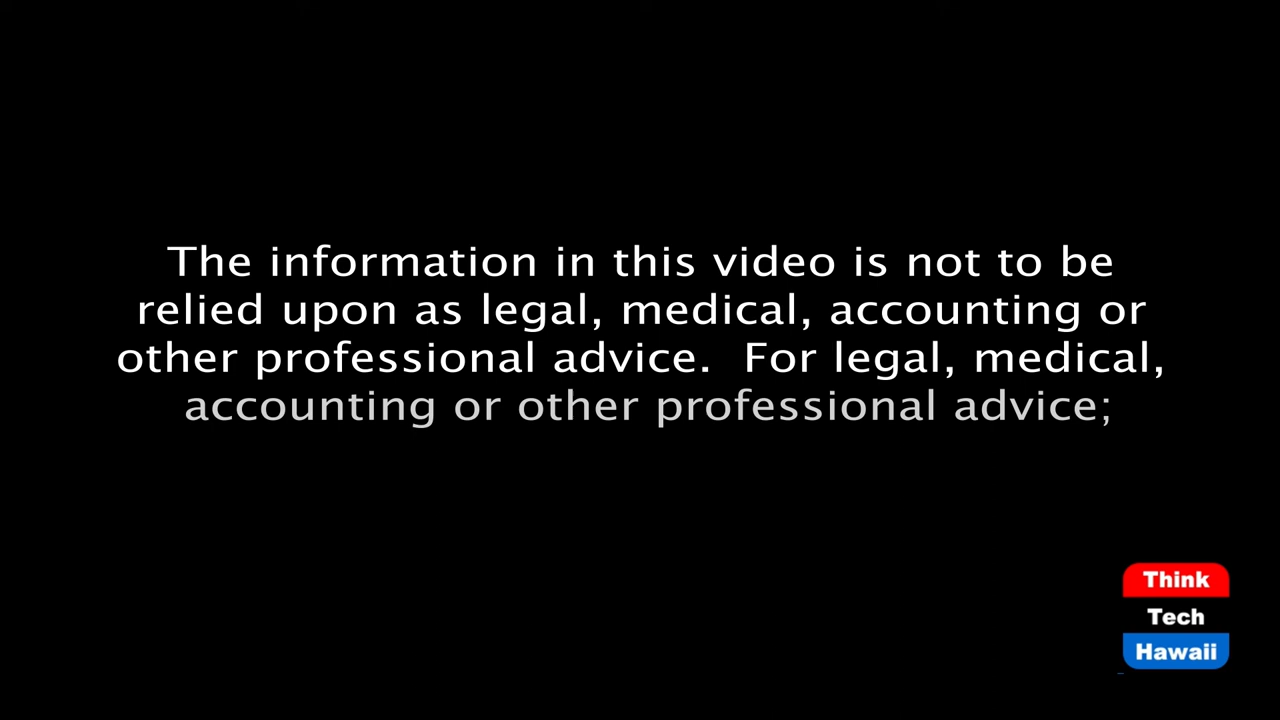 The information in this video is not to be
relied upon as legal, medical, accounting or
other professional advice.  For legal, medical,
accounting or other professional advice;
Think
Tech
Hawaii